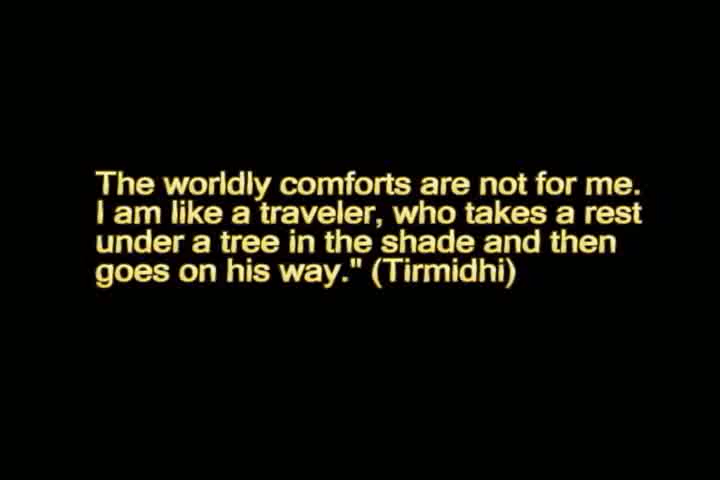 The worldly comforts are not for me.
I am like a traveler, who takes a rest
under a tree in the shade and then
goes on his way." (Tirmidhi)